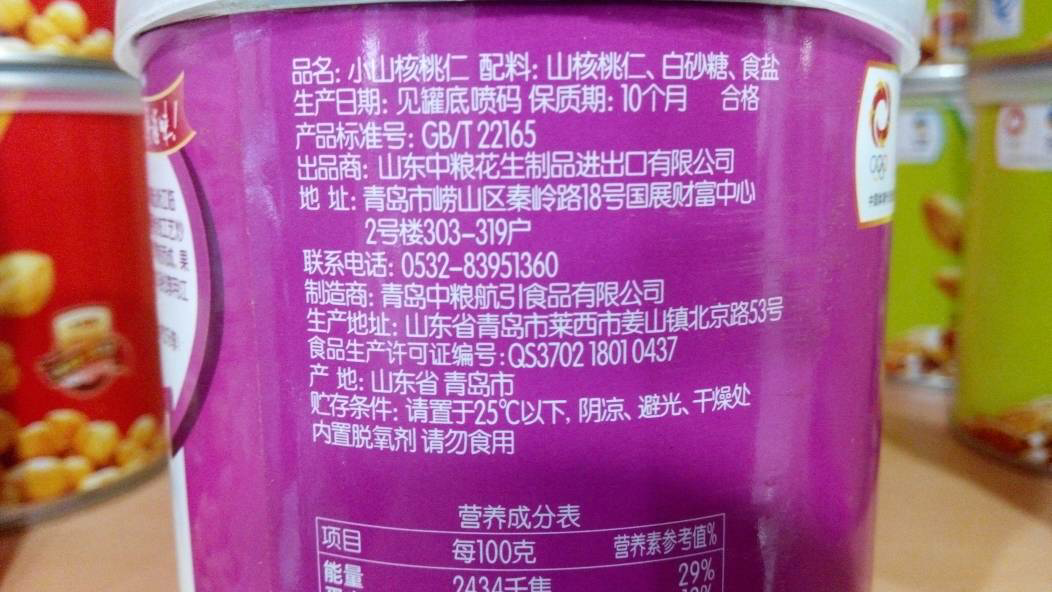 品名: 小山核桃仁 配料: 山核桃仁、白砂糖、食盐
生产日期: 见罐底喷码 保质期: 10个月 合格
产品标准号: GB/T 22165
出品商: 山东中粮花生制品进出口有限公司
地 址: 青岛市崂山区秦岭路18号国展财富中心
2号楼303-319户
联系电话: 0532-83951360
制造商: 青岛中粮航引食品有限公司
生产地址: 山东省青岛市莱西市姜山镇北京路53号
食品生产许可证编号: QS3702 1801 0437
产 地: 山东省 青岛市
贮存条件: 请置于25℃以下, 阴凉、避光、干燥处
内置脱氧剂 请勿食用
营养成分表
项目 每100克 营养素参考值%
能量 2434千焦 29%